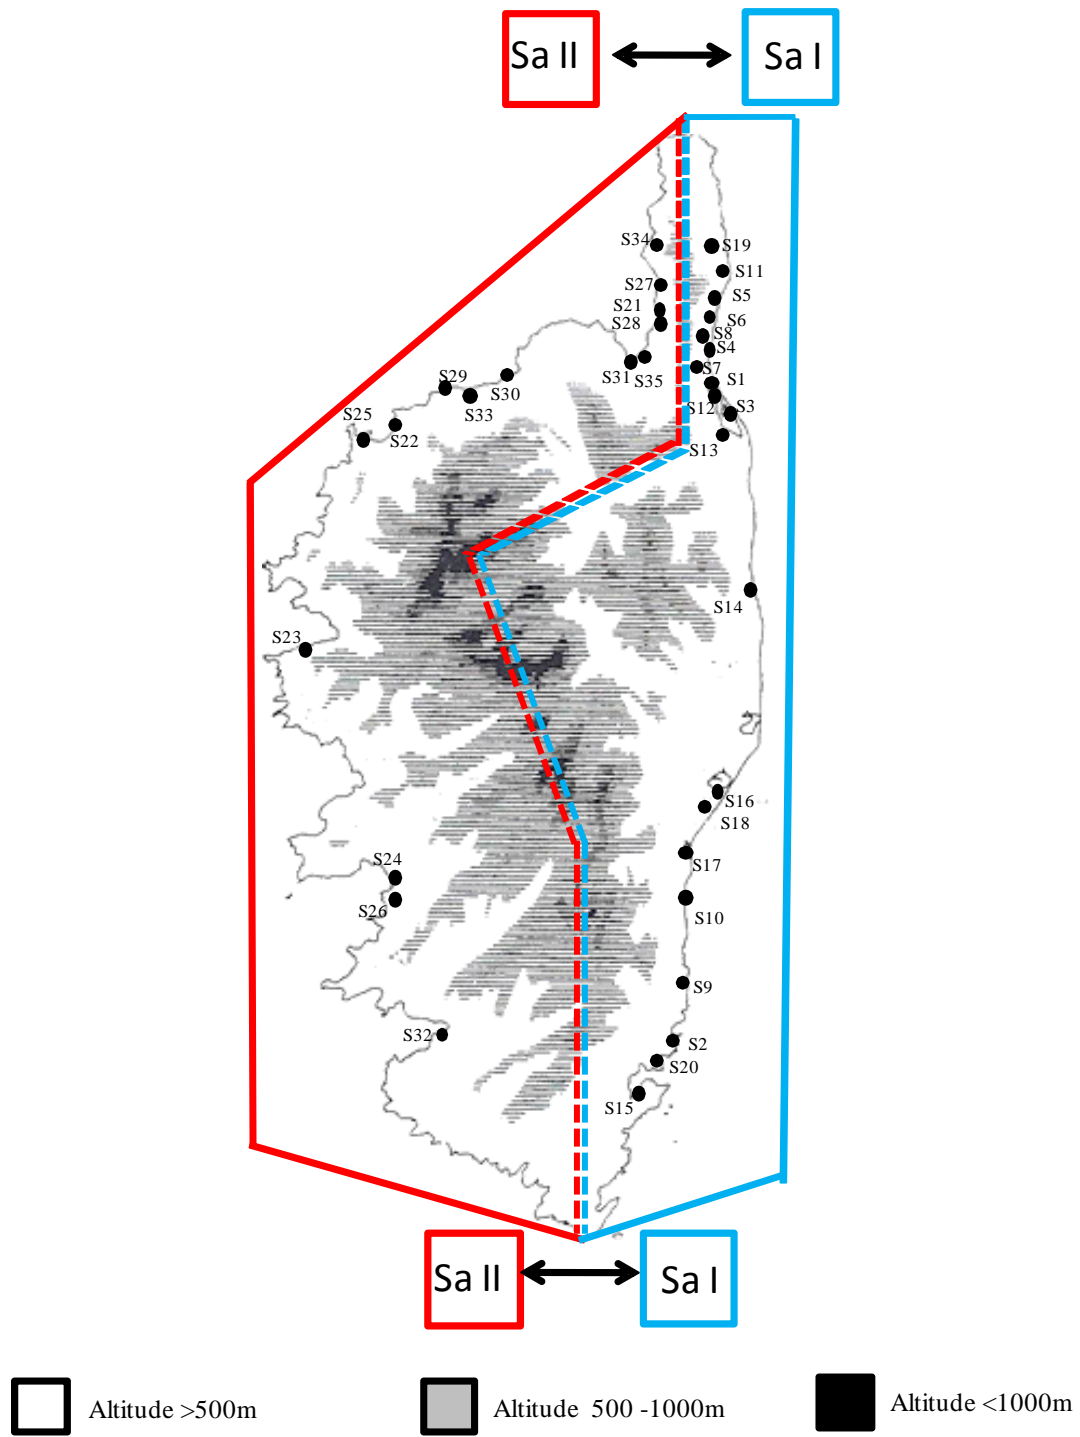 Sa II
Sa I
S34
S19
S11
S27
S5
S21
S6
S28
S8
S4
S31
S35
S7
S29
S30
S1
S33
S12
S3
S25
S22
S13
S14
S23
S16
S18
S24
S17
S26
S10
S9
S32
S2
S20
S15
Sa II
Sa I
Altitude >500m
Altitude 500 -1000m
Altitude <1000m